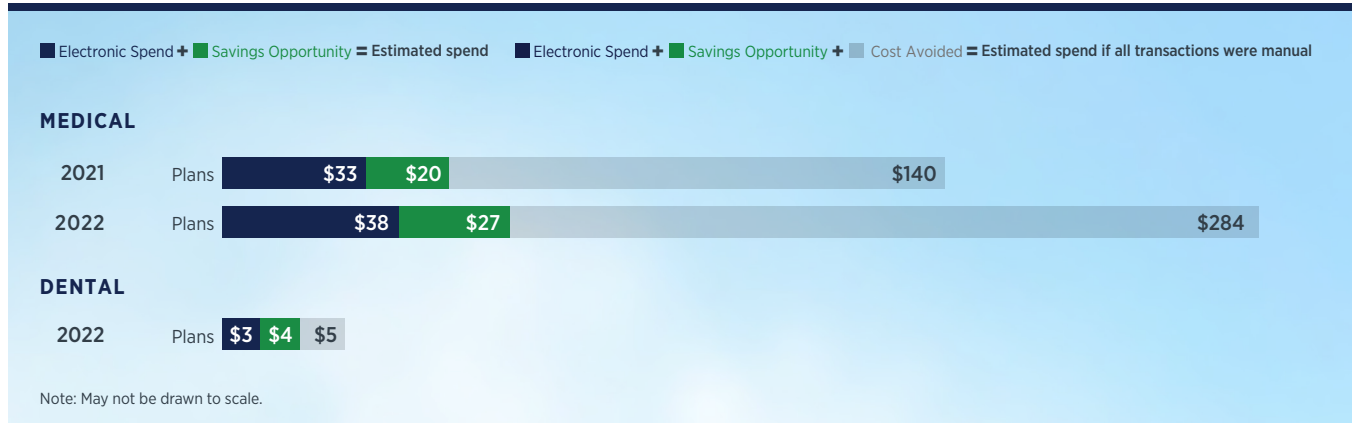 Electronic Spend + Savings Opportunity = Estimated spend Electronic Spend + Savings Opportunity + Cost Avoided = Estimated spend if all transactions were manual
MEDICAL
2021 Plans $33 $20 $140
2022 Plans $38 $27 $284
DENTAL
2022 Plans $3 $4 $5
Note: May not be drawn to scale.